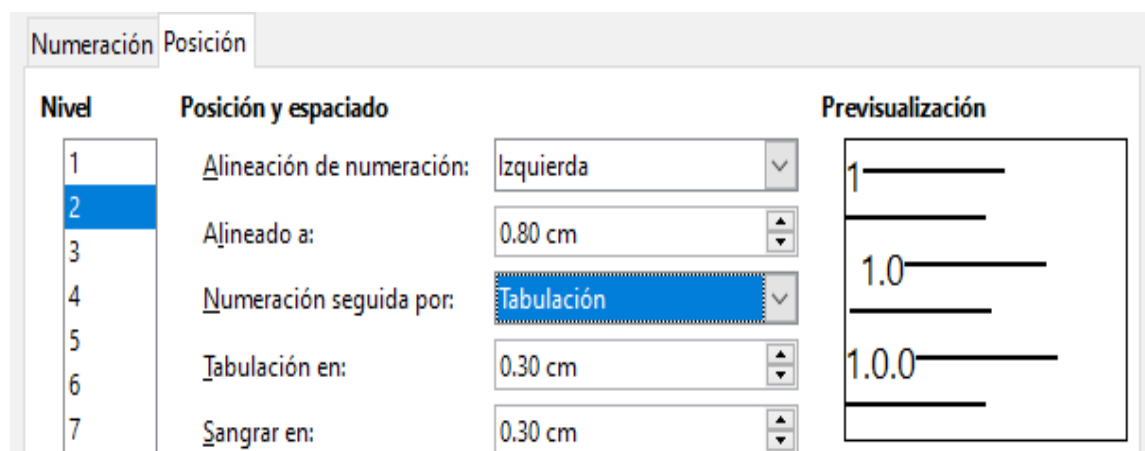 Numeración Posición
Nivel Posición y espaciado Previsualización
1 Alineación de numeración: Izquierda 1
2 Alineado a: 0.80 cm
3 1.0
4 Numeración seguida por: Tabulación
5 Tabulación en: 0.30 cm 1.0.0
6
7 Sangrar en: 0.30 cm